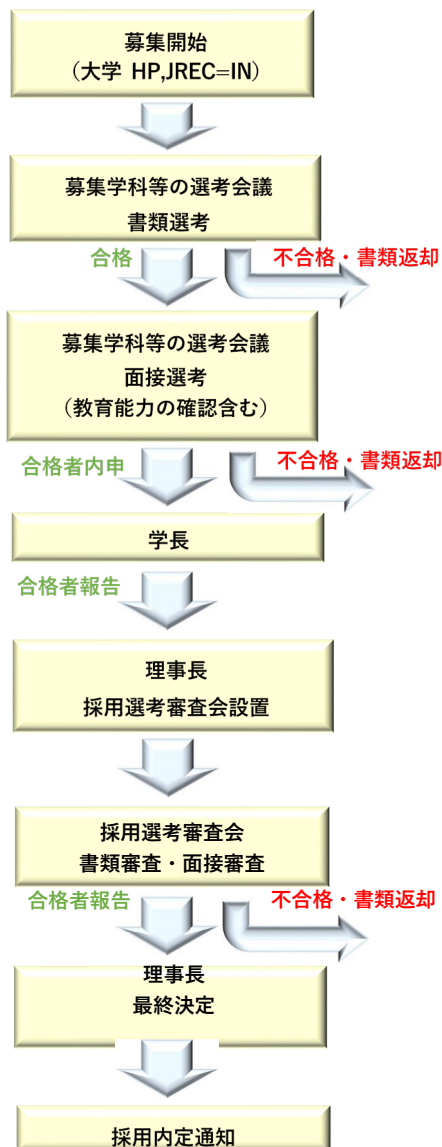 募集開始
（大学 HP,JREC=IN）
募集学科等の選考会議
書類選考
合格
不合格・書類返却
募集学科等の選考会議
面接選考
（教育能力の確認含む）
合格者内申
不合格・書類返却
学長
合格者報告
理事長
採用選考審査会設置
採用選考審査会
書類審査・面接審査
合格者報告
不合格・書類返却
理事長
最終決定
採用内定通知